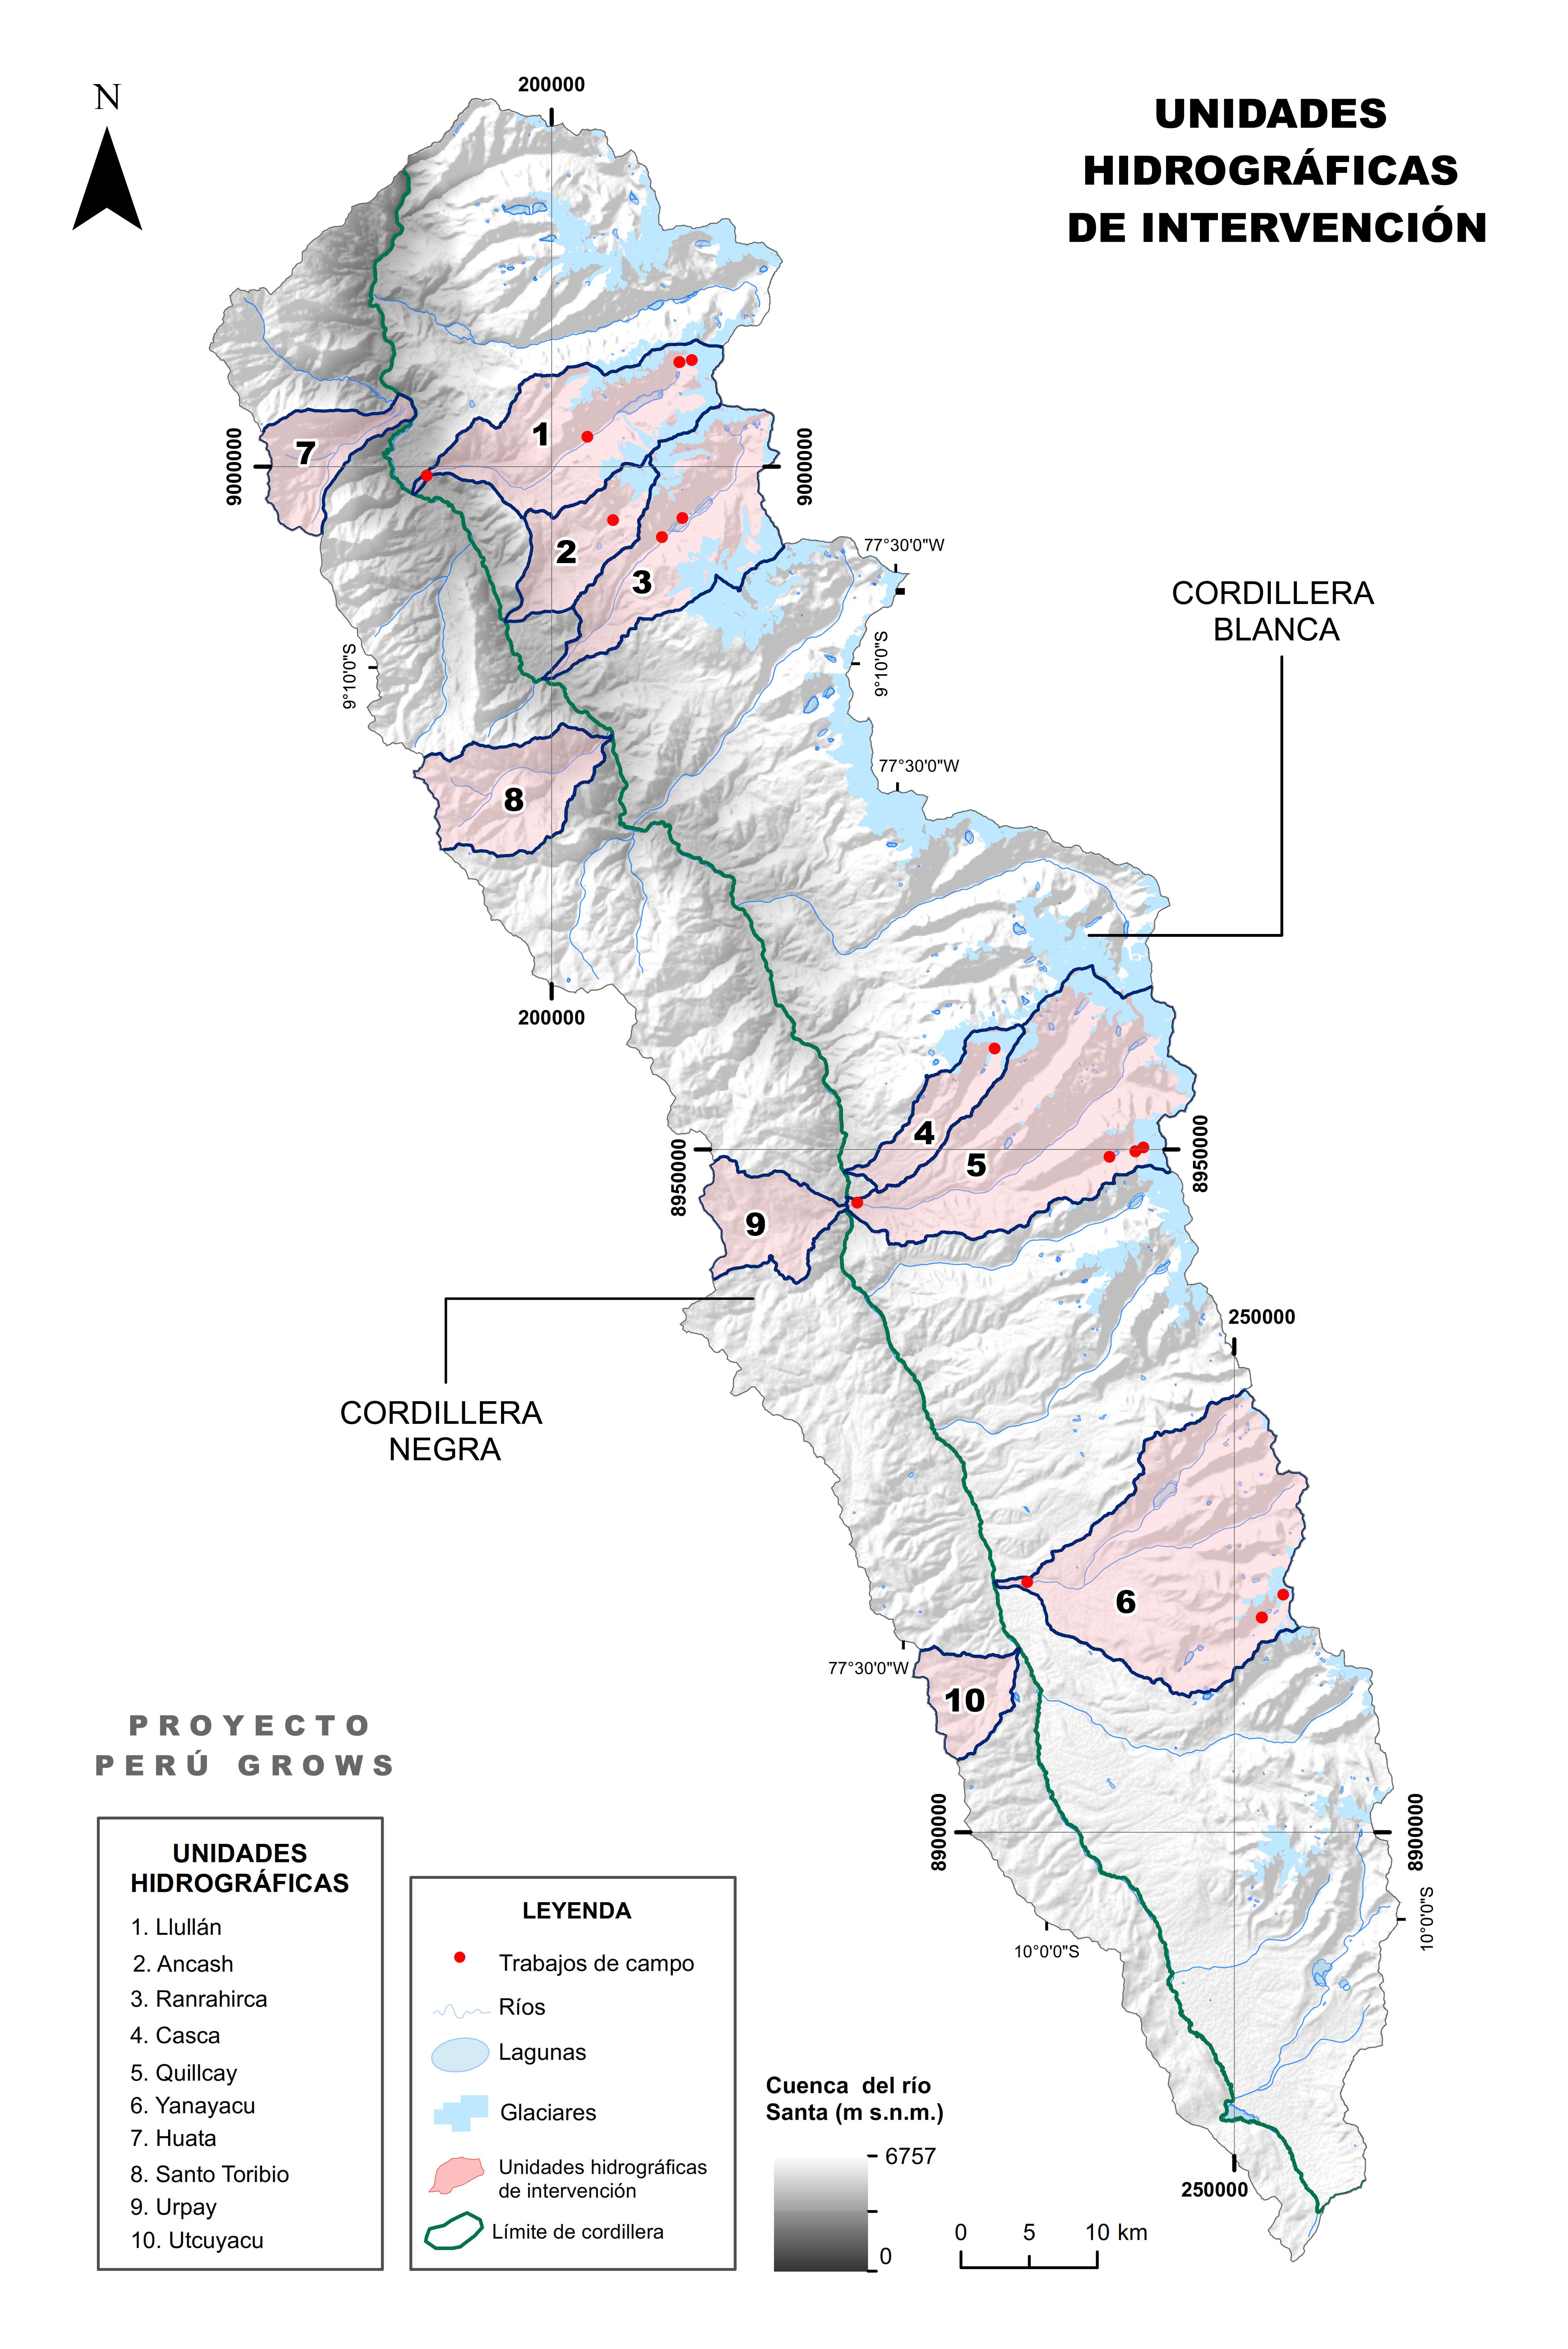 N
200000
UNIDADES
HIDROGRÁFICAS
DE INTERVENCIÓN
1
7
9000000
9000000
2
3
77°30'0"W
CORDILLERA
BLANCA
9°10'0"S
9°10'0"S
77°30'0"W
8
200000
4
5
8950000
8950000
9
250000
CORDILLERA
NEGRA
6
77°30'0"W
10
PROYECTO
PERÚ GROWS
8900000
8900000
10°0'0"S
10°0'0"S
UNIDADES
HIDROGRÁFICAS
1. Llullán
2. Ancash
3. Ranrahirca
4. Casca
5. Quillcay
6. Yanayacu
7. Huata
8. Santo Toribio
9. Urpay
10. Utcuyacu
LEYENDA
Trabajos de campo
Ríos
Lagunas
Glaciares
Unidades hidrográficas
de intervención
Límite de cordillera
Cuenca del río
Santa (m s.n.m.)
6757
0
250000
0 5 10 km